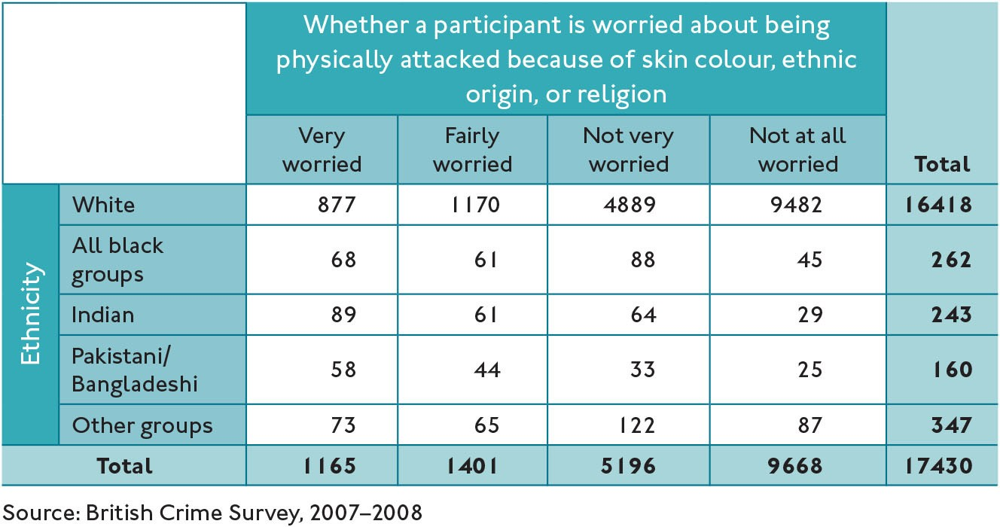 Whether a participant is worried about being
physically attacked because of skin colour, ethnic
origin, or religion
Very worried Fairly worried Not very worried Not at all worried Total
Ethnicity
White 877 1170 4889 9482 16418
All black groups 68 61 88 45 262
Indian 89 61 64 29 243
Pakistani/ Bangladeshi 58 44 33 25 160
Other groups 73 65 122 87 347
Total 1165 1401 5196 9668 17430
Source: British Crime Survey, 2007–2008